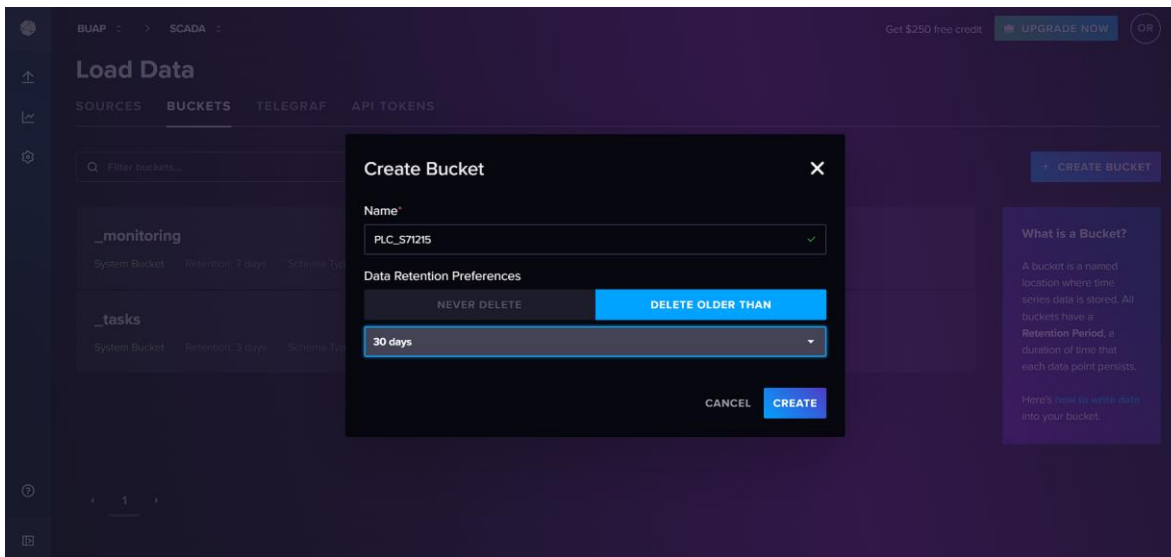 BUAP > SCADA
Get $250 free credit
UPGRADE NOW
OR
Load Data
SOURCES BUCKETS TELEGRAF API TOKENS
Filter buckets...
+ CREATE BUCKET
Create Bucket
Name*
PLC_S71215
Data Retention Preferences
NEVER DELETE DELETE OLDER THAN
30 days
CANCEL CREATE
_monitoring
System Bucket Retention: 7 days Schema Typ
_tasks
System Bucket Retention: 3 days Schema Typ
What is a Bucket?
A bucket is a named
location where time
series data is stored. All
buckets have a
Retention Period, a
duration of time that
each data point persists.
Here's how to write data
into your bucket.
1